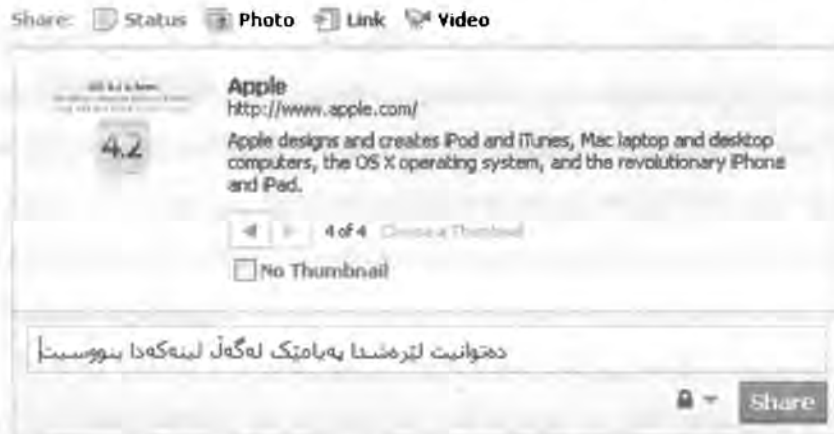 Share: Status Photo Link Video
Apple
http://www.apple.com/
Apple designs and creates iPod and iTunes, Mac laptop and desktop
computers, the OS X operating system, and the revolutionary iPhone
and iPad.
4.2
4 of 4 Choose a Thumbnail
No Thumbnail
دەتوانیت لێرەشدا پەیامێک لەگەڵ لینکەکەدا بنووسیت
Share